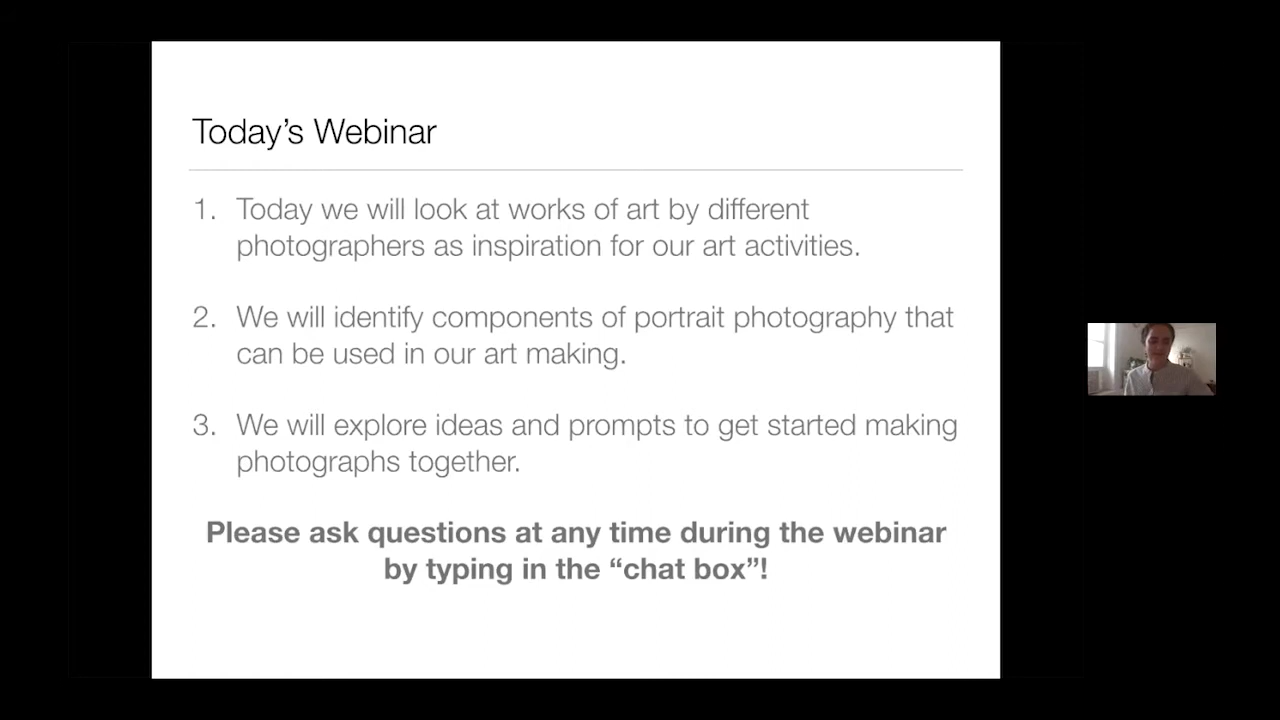 Today’s Webinar
1. Today we will look at works of art by different
photographers as inspiration for our art activities.
2. We will identify components of portrait photography that
can be used in our art making.
3. We will explore ideas and prompts to get started making
photographs together.
Please ask questions at any time during the webinar
by typing in the “chat box”!